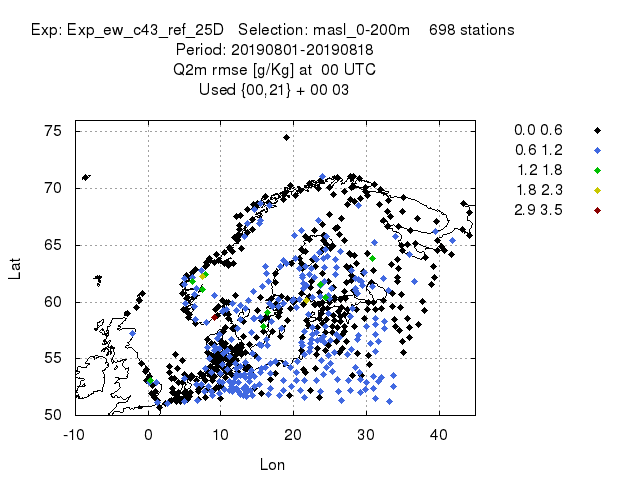 Exp: Exp_ew_c43_ref_25D   Selection: masl_0-200m    698 stations
Period: 20190801-20190818
Q2m rmse [g/Kg] at  00 UTC
Used {00,21} + 00 03
75
70
65
60
55
50
-10 0 10 20 30 40
Lat
Lon
0.0 0.6
0.6 1.2
1.2 1.8
1.8 2.3
2.9 3.5